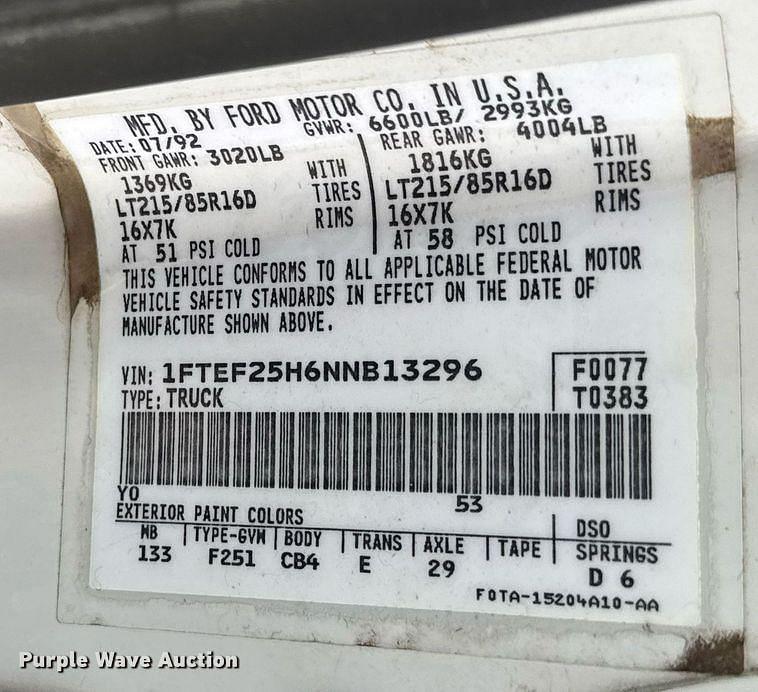 MFD. BY FORD MOTOR CO. IN U.S.A.
DATE: 07/92 GVWR: 6600LB/ 2993KG
FRONT GAWR: 3020LB REAR GAWR: 4004LB
1369KG WITH 1816KG WITH
LT215/85R16D TIRES LT215/85R16D TIRES
16X7K RIMS 16X7K RIMS
AT 51 PSI COLD AT 58 PSI COLD
THIS VEHICLE CONFORMS TO ALL APPLICABLE FEDERAL MOTOR
VEHICLE SAFETY STANDARDS IN EFFECT ON THE DATE OF
MANUFACTURE SHOWN ABOVE.
VIN: 1FTEF25H6NNB13296 F0077
TYPE: TRUCK T0383
YO 53
EXTERIOR PAINT COLORS DSO
WB TYPE-GVW BODY TRANS AXLE TAPE SPRINGS
133 F251 CB4 E 29 D 6
F0TA-15204A10-AA
Purple Wave Auction